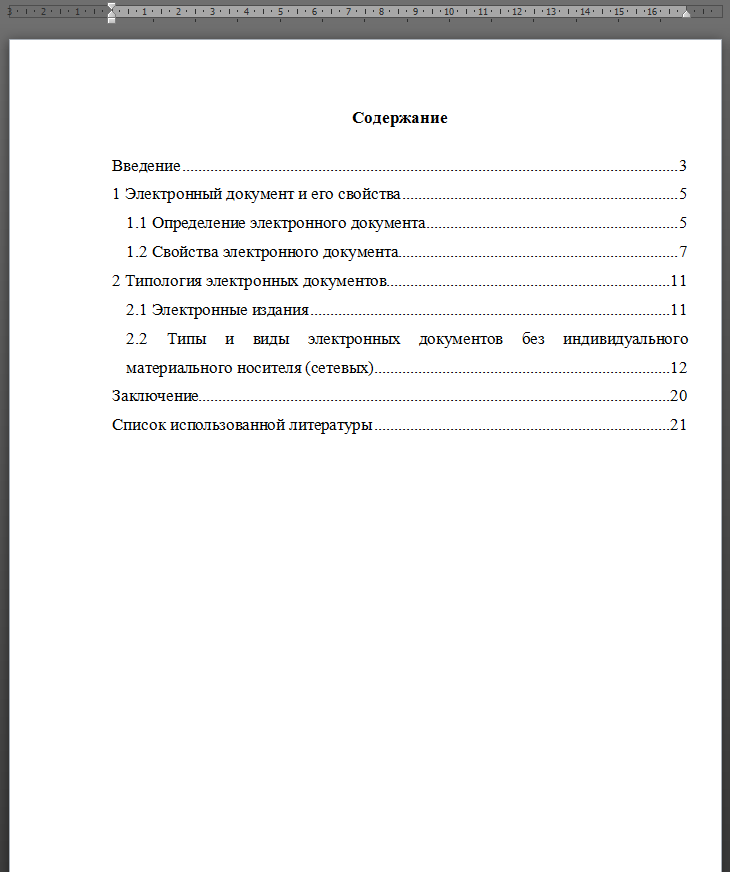 3 2 1 1 2 3 4 5 6 7 8 9 10 11 12 13 14 15 16
Содержание
Введение 3
1 Электронный документ и его свойства 5
1.1 Определение электронного документа 5
1.2 Свойства электронного документа 7
2 Типология электронных документов 11
2.1 Электронные издания 11
2.2 Типы и виды электронных документов без индивидуального
материального носителя (сетевых) 12
Заключение 20
Список использованной литературы 21